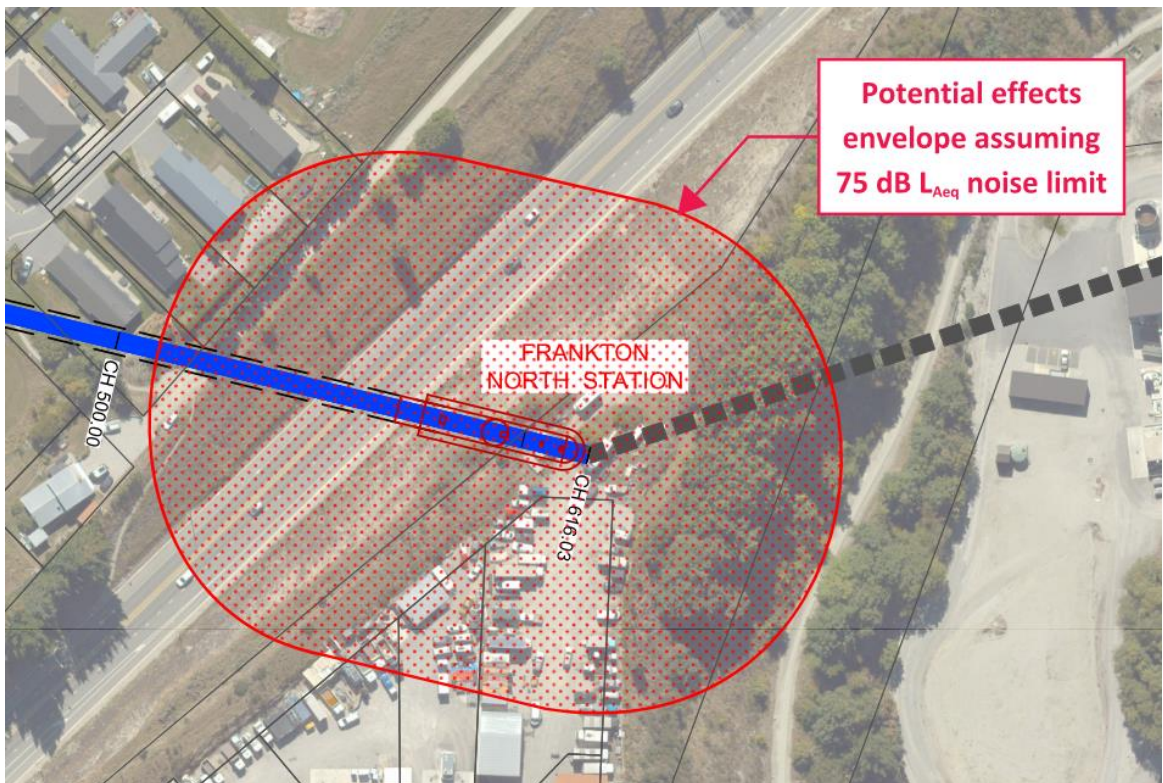 Potential effects
envelope assuming
75 dB LAeq noise limit
FRANKTON
NORTH STATION
CH 500.00
CH 616.03